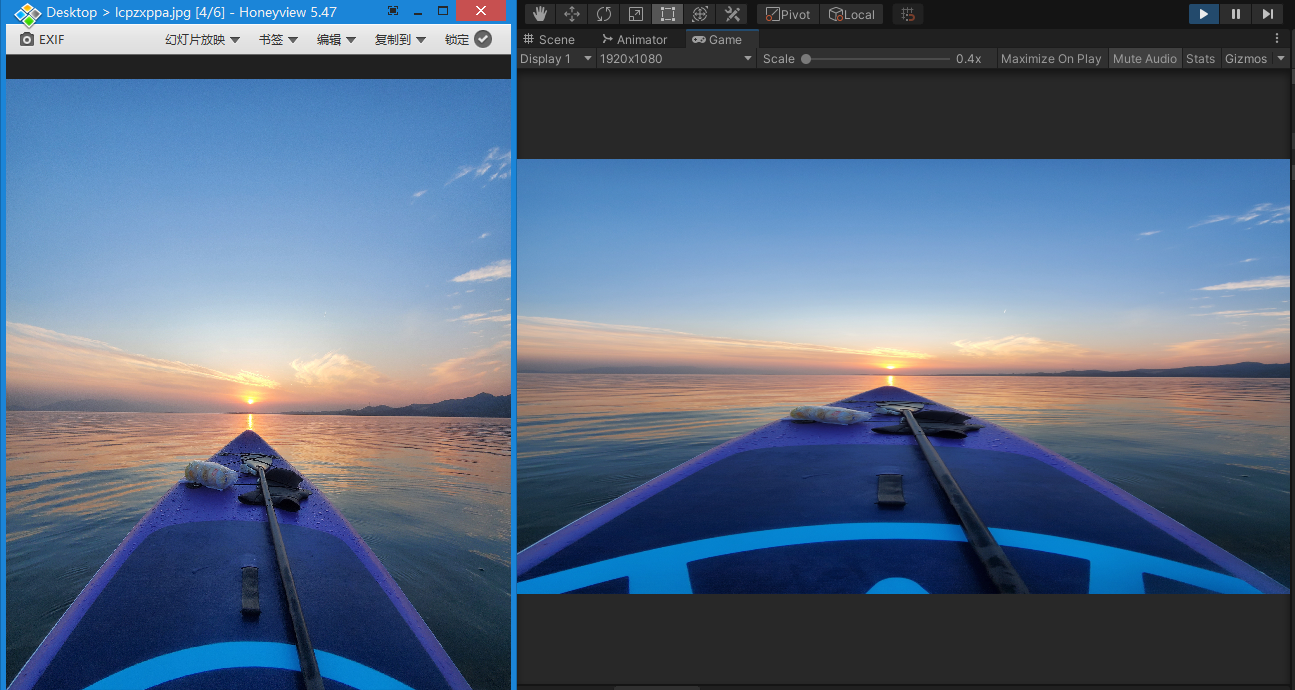 Desktop > lcpzxppa.jpg [4/6] - Honeyview 5.47
EXIF 幻灯片放映 书签 编辑 复制到 锁定
Pivot Local
Scene Animator Game
Display 1 1920x1080 Scale 0.4x Maximize On Play Mute Audio Stats Gizmos